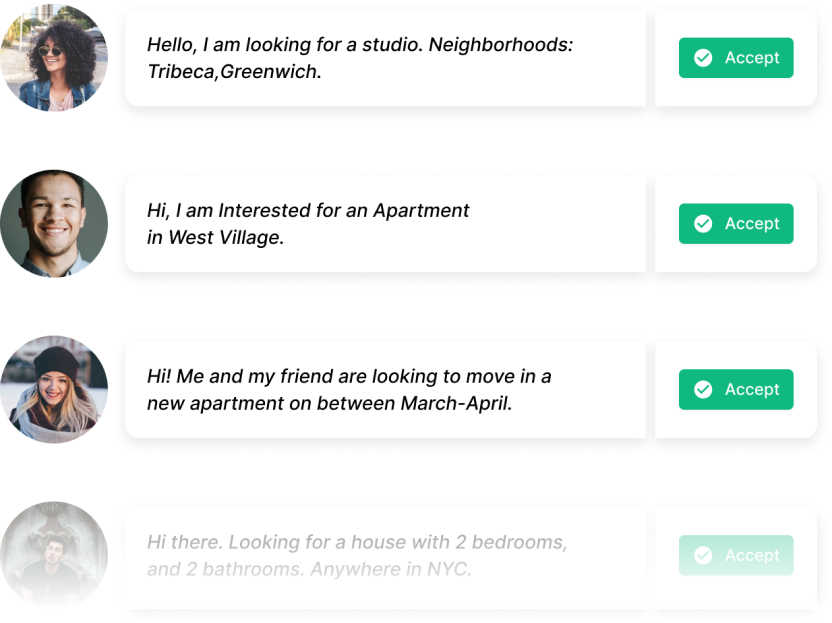 Hello, I am looking for a studio. Neighborhoods:
Tribeca,Greenwich.
Accept
Hi, I am Interested for an Apartment
in West Village.
Accept
Hi! Me and my friend are looking to move in a
new apartment on between March-April.
Accept
Hi there. Looking for a house with 2 bedrooms,
and 2 bathrooms. Anywhere in NYC.
Accept